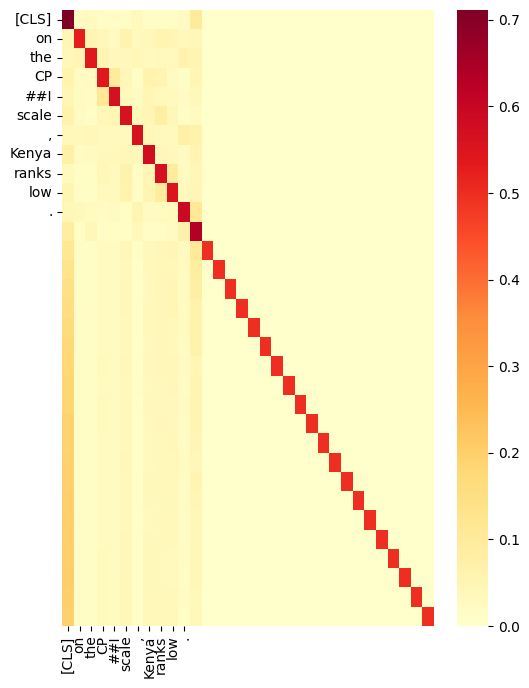 [CLS]
on
the
CP
##I
scale
,
Kenya
ranks
low
.
0.7
0.6
0.5
0.4
0.3
0.2
0.1
0.0
[CLS]
on
the
CP
##I
scale
,
Kenya
ranks
low
.